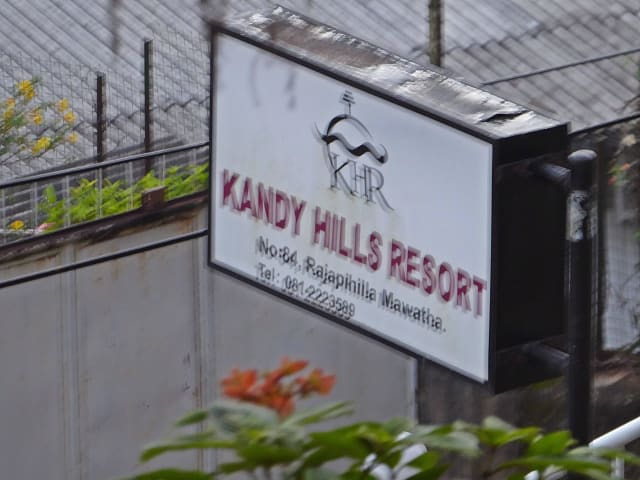 KHR
KANDY HILLS RESORT
No:84, Rajapihilla Mawatha.
Tel: 081-2223589